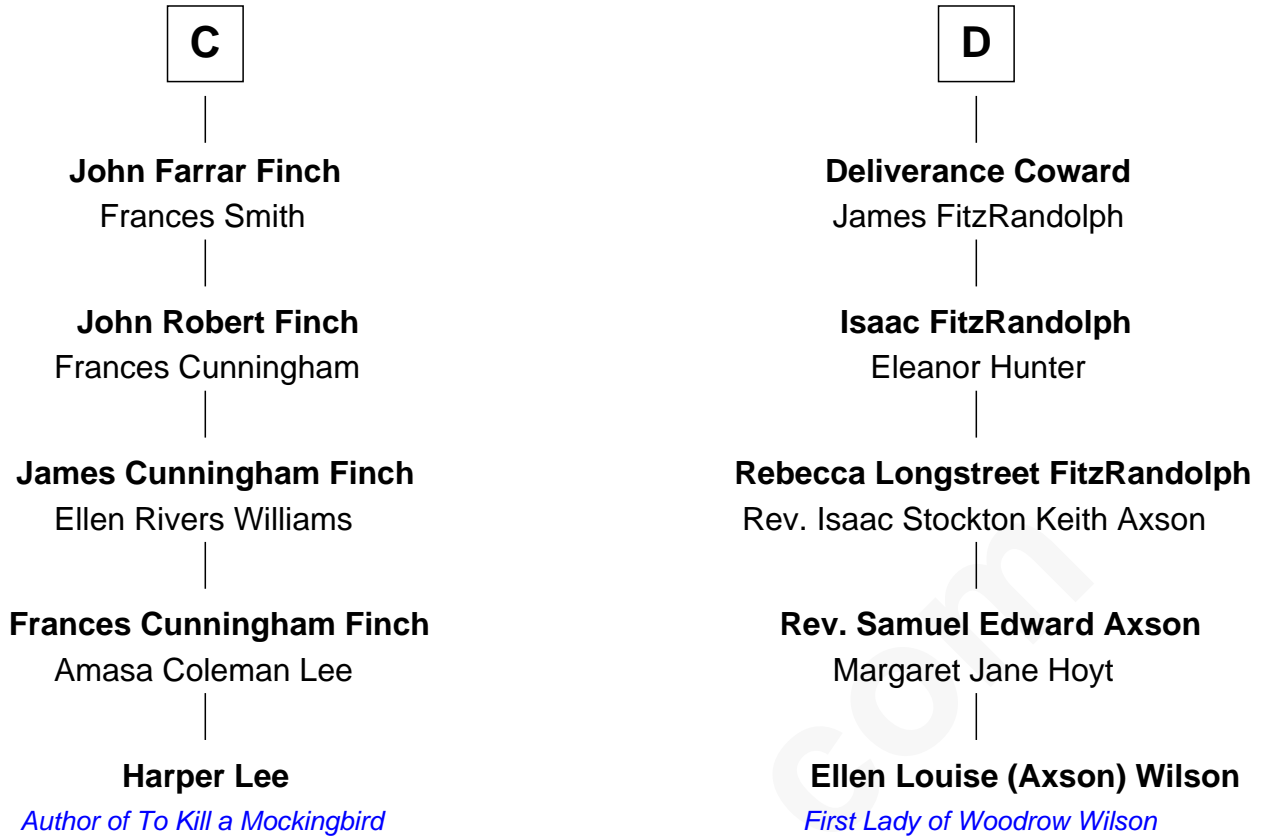 C
John Farrar Finch
Frances Smith
John Robert Finch
Frances Cunningham
James Cunningham Finch
Ellen Rivers Williams
Frances Cunningham Finch
Amasa Coleman Lee
Harper Lee
Author of To Kill a Mockingbird
D
Deliverance Coward
James FitzRandolph
Isaac FitzRandolph
Eleanor Hunter
Rebecca Longstreet FitzRandolph
Rev. Isaac Stockton Keith Axson
Rev. Samuel Edward Axson
Margaret Jane Hoyt
Ellen Louise (Axson) Wilson
First Lady of Woodrow Wilson
com